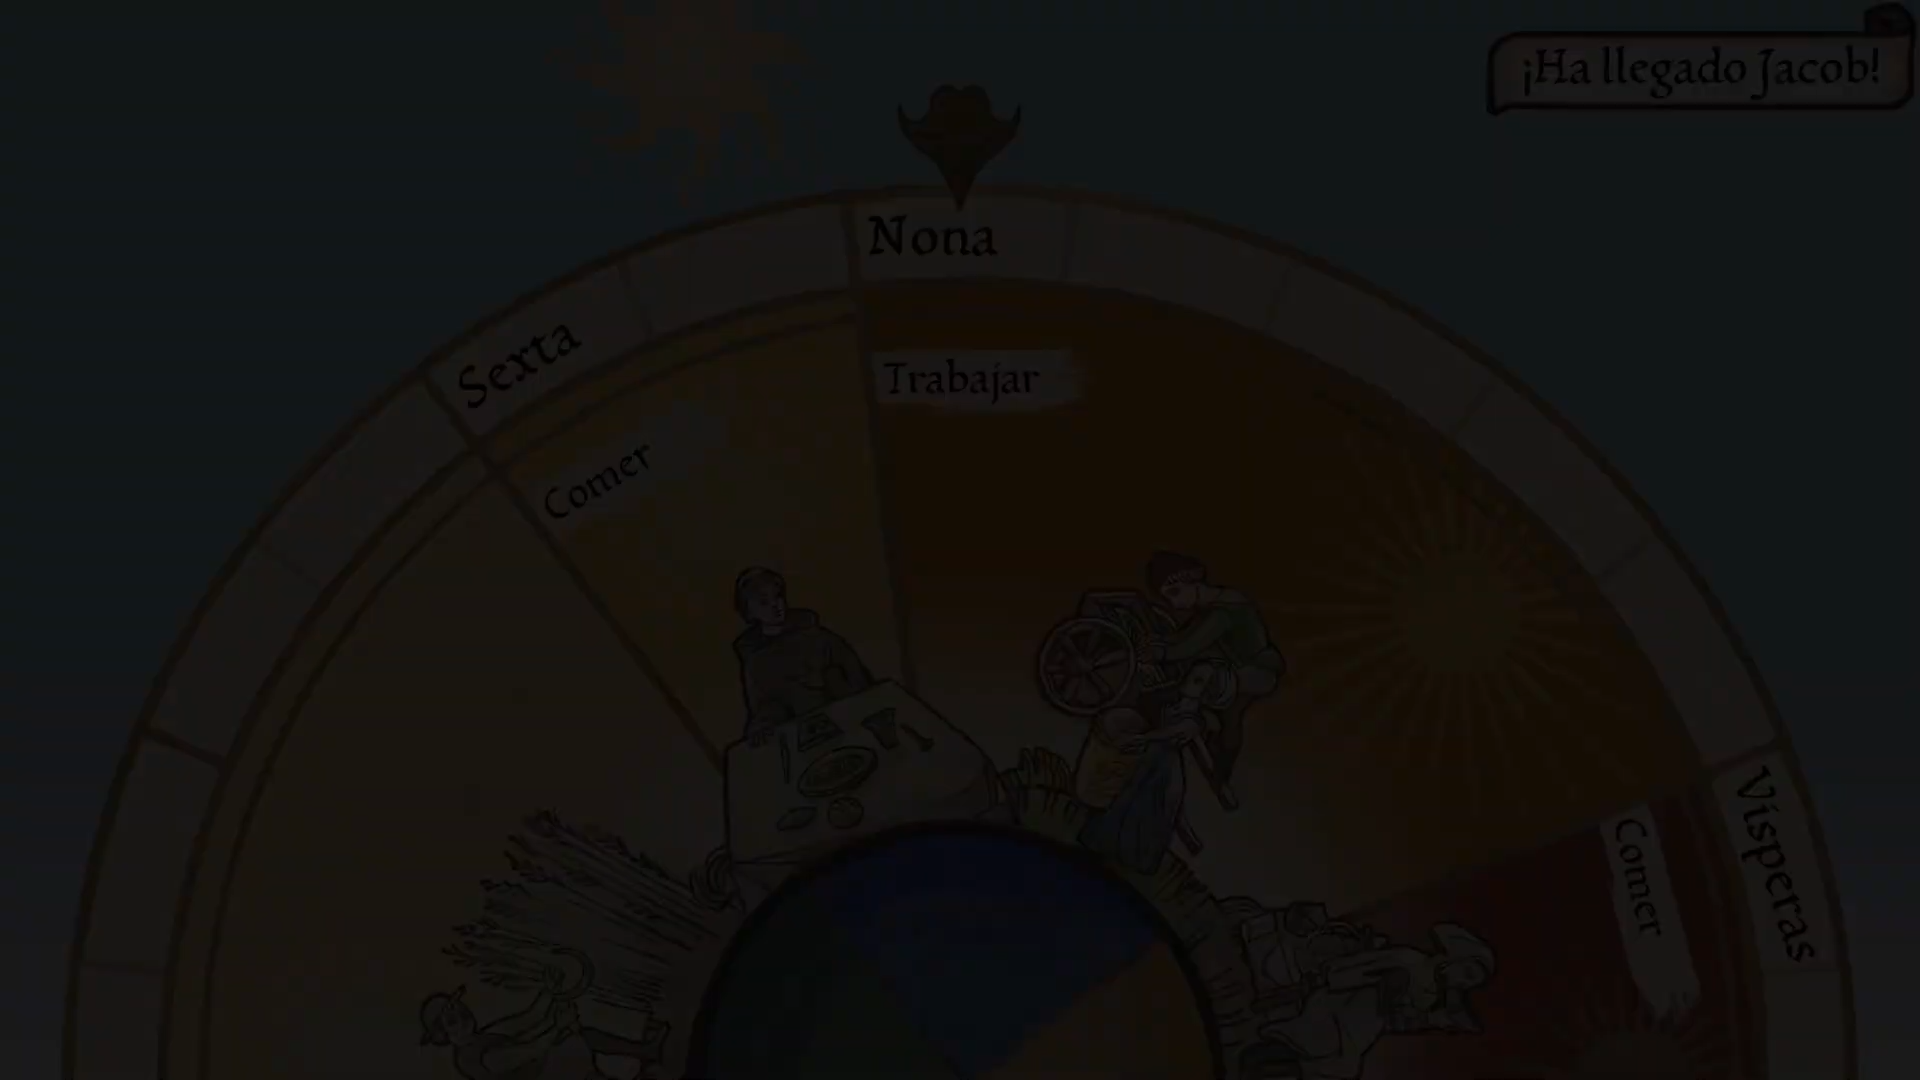 ¡Ha llegado Jacob!
Nona
Sexta
Trabajar
Comer
Vísperas
Comer